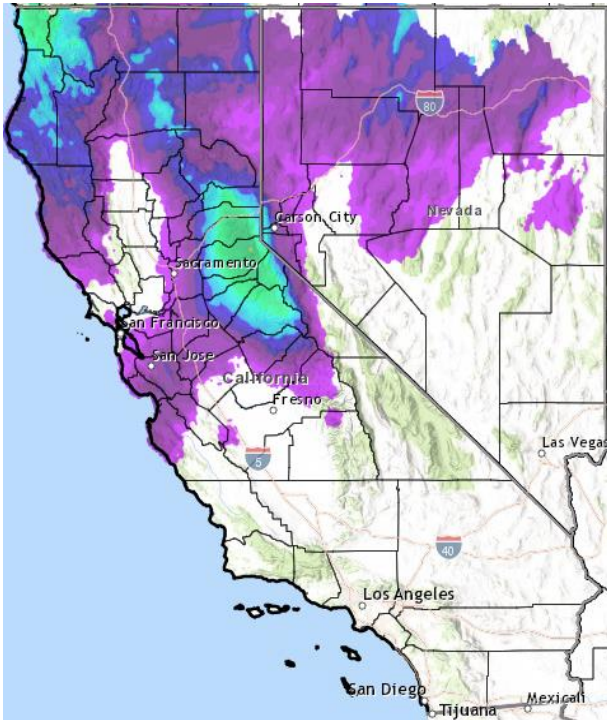 80
Nevada
Carson City
Sacramento
San Francisco
San Jose
California
Fresno
5
Las Vegas
40
Los Angeles
San Diego
Tijuana
Mexicali